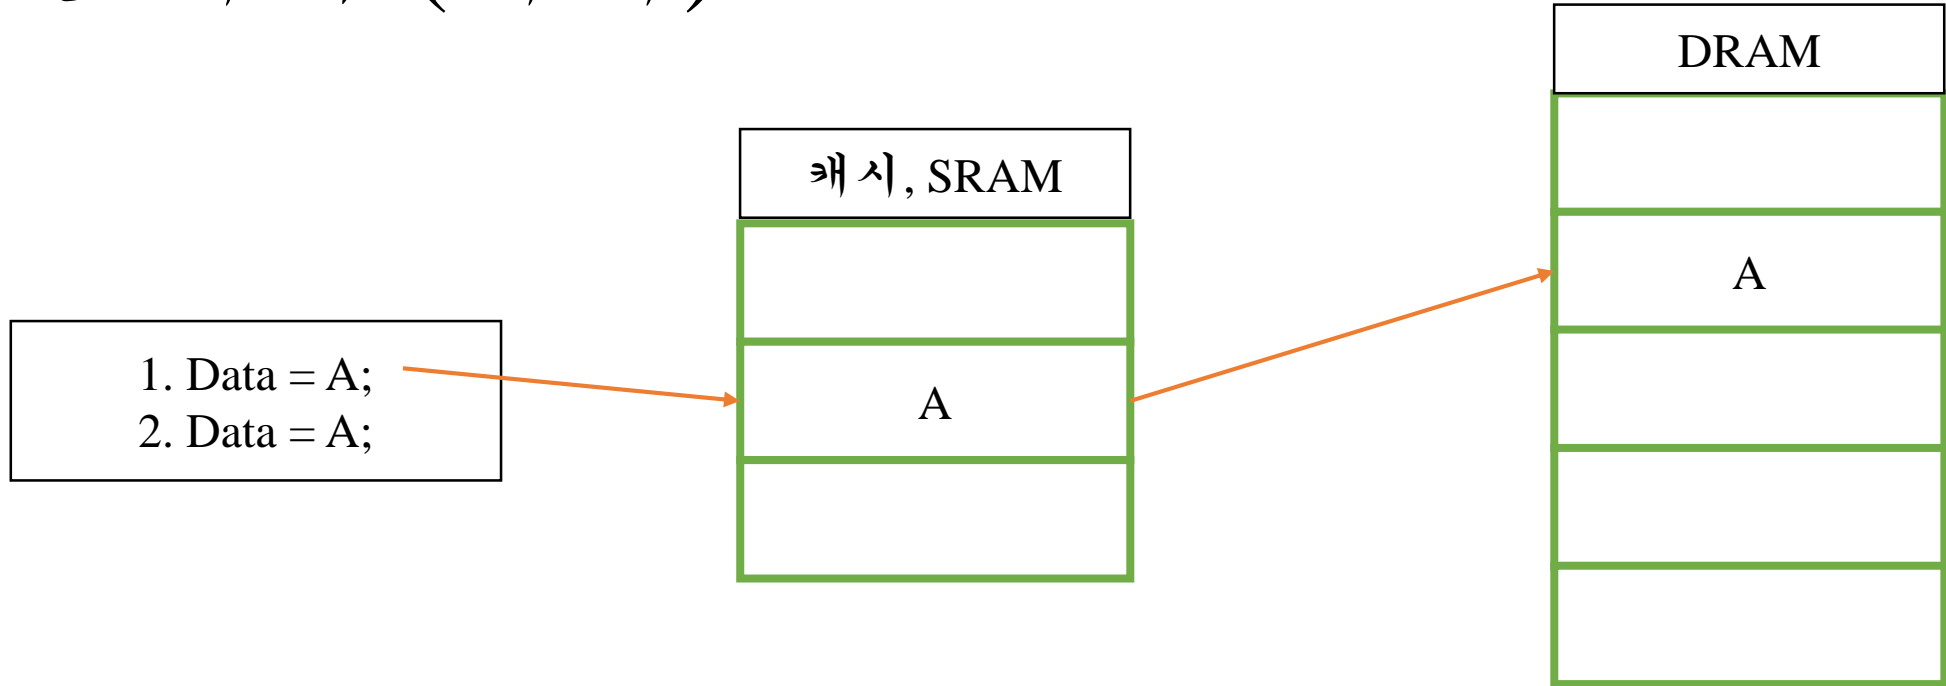 DRAM
캐시, SRAM
A
1. Data = A;
2. Data = A;
A